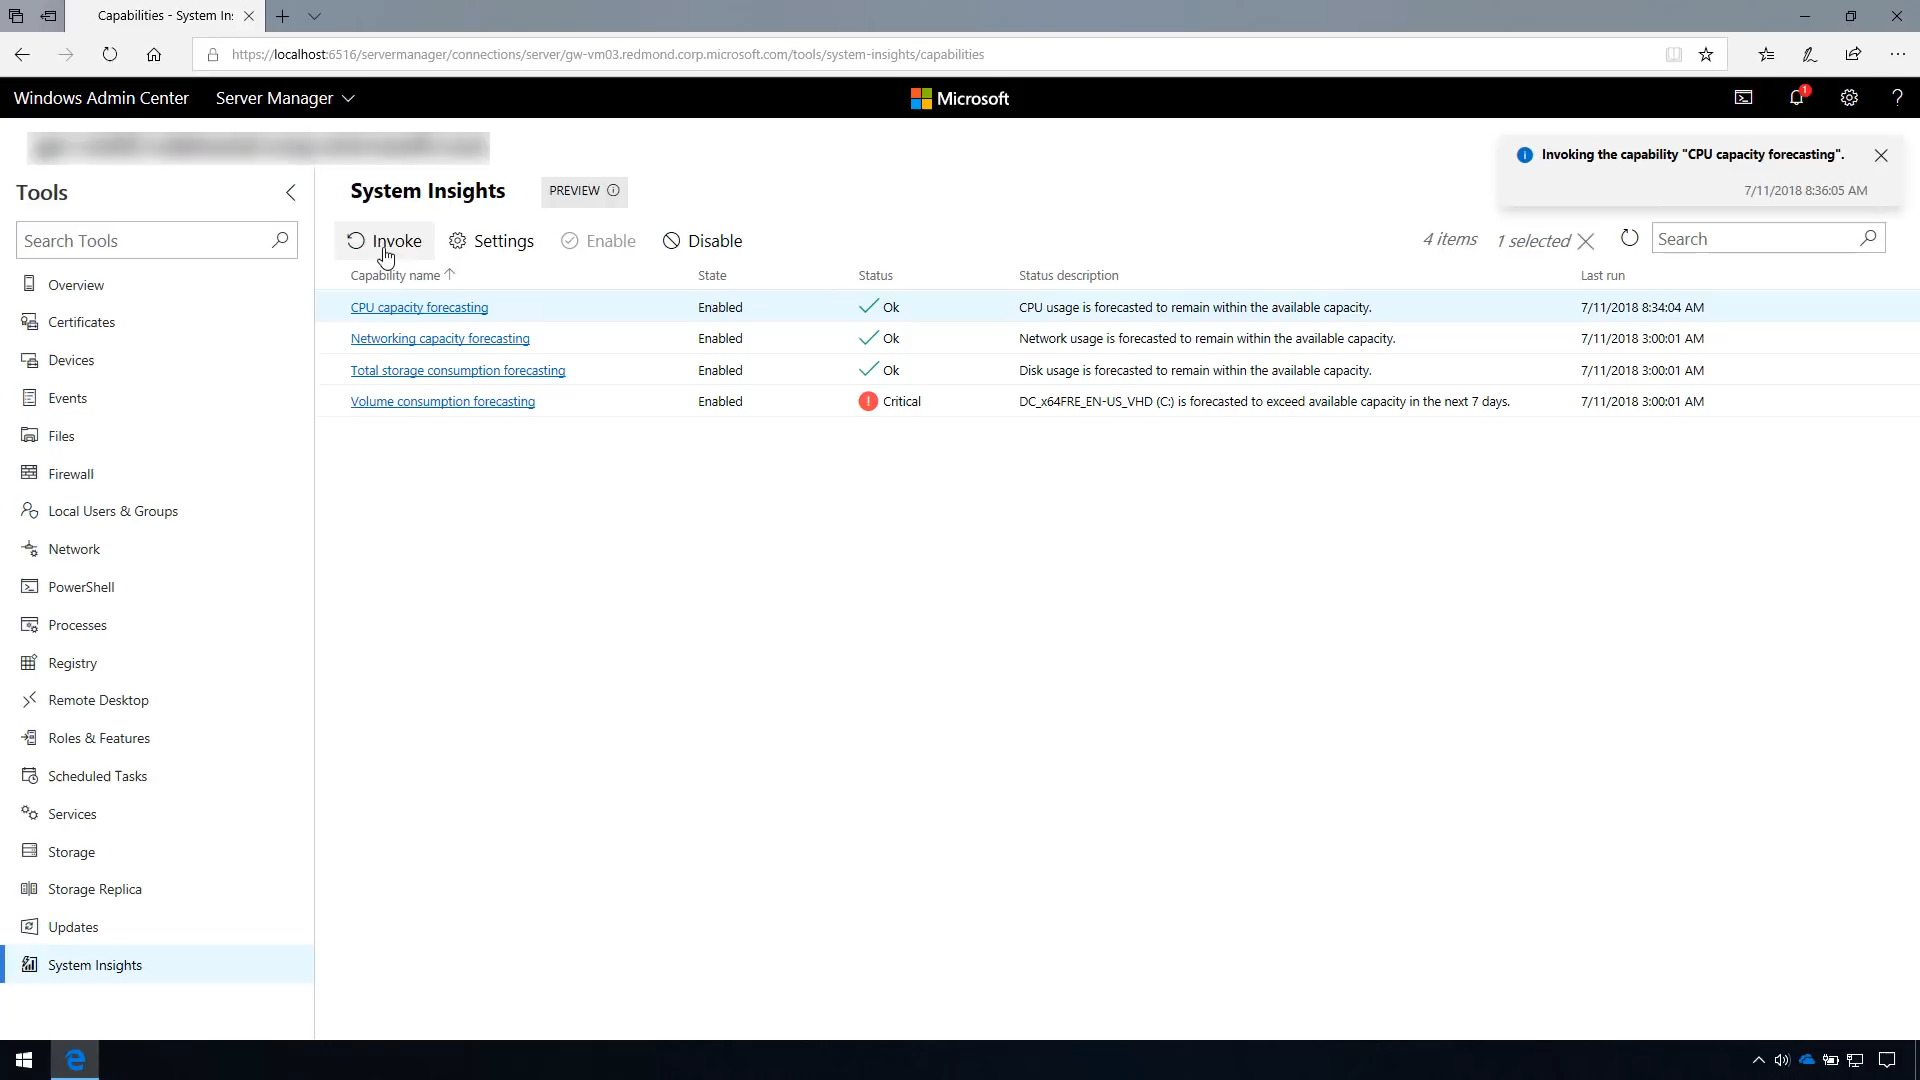 Capabilities - System In:
https://localhost:6516/servermanager/connections/server/gw-vm03.redmond.corp.microsoft.com/tools/system-insights/capabilities
Windows Admin Center Server Manager
Microsoft
1
?
Invoking the capability "CPU capacity forecasting".
7/11/2018 8:36:05 AM
Tools
System Insights PREVIEW
Search Tools
Invoke Settings Enable Disable
4 items 1 selected Search
Capability name State Status Status description Last run
CPU capacity forecasting Enabled Ok CPU usage is forecasted to remain within the available capacity. 7/11/2018 8:34:04 AM
Networking capacity forecasting Enabled Ok Network usage is forecasted to remain within the available capacity. 7/11/2018 3:00:01 AM
Total storage consumption forecasting Enabled Ok Disk usage is forecasted to remain within the available capacity. 7/11/2018 3:00:01 AM
Volume consumption forecasting Enabled Critical DC_x64FRE_EN-US_VHD (C:) is forecasted to exceed available capacity in the next 7 days. 7/11/2018 3:00:01 AM
Overview
Certificates
Devices
Events
Files
Firewall
Local Users & Groups
Network
PowerShell
Processes
Registry
Remote Desktop
Roles & Features
Scheduled Tasks
Services
Storage
Storage Replica
Updates
System Insights